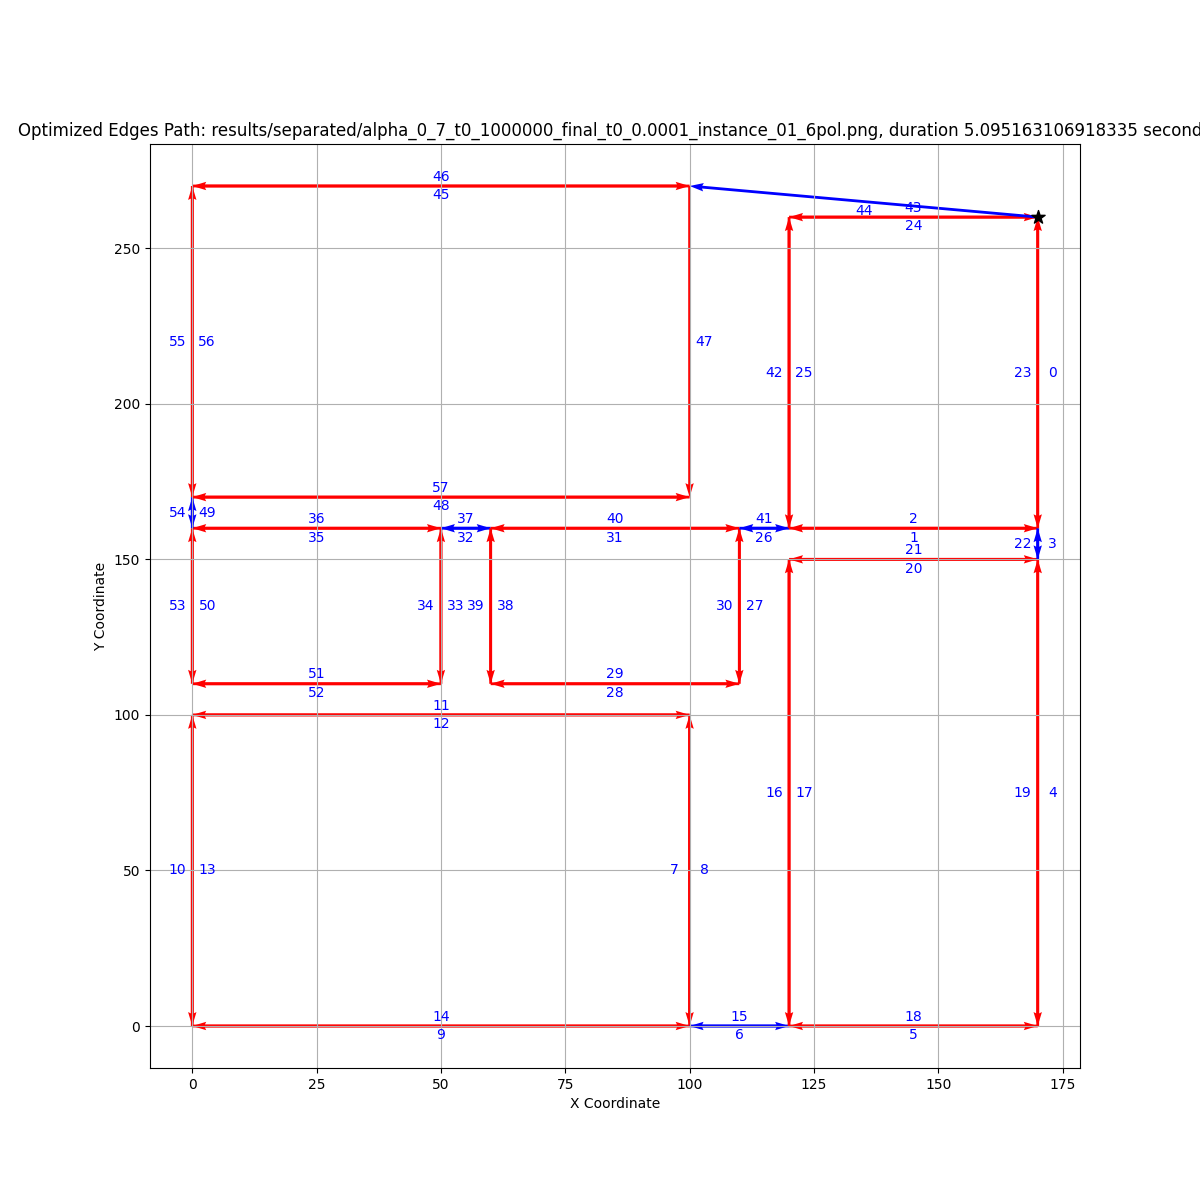 Optimized Edges Path: results/separated/alpha_0_7_t0_1000000_final_t0_0.0001_instance_01_6pol.png, duration 5.095163106918335 second
46
45
44 43
24
250
55 56 47
42 25 23 0
200
57
48
54 49
36 37 40 41 2
35 32 31 26 1
22 3
21
20
150
53 50 34 33 39 38 30 27
51 29
52 28
11
12
100
16 17 19 4
10 13 7 8
50
14 15 18
9 6 5
0
0 25 50 75 100 125 150 175
X Coordinate
Y Coordinate